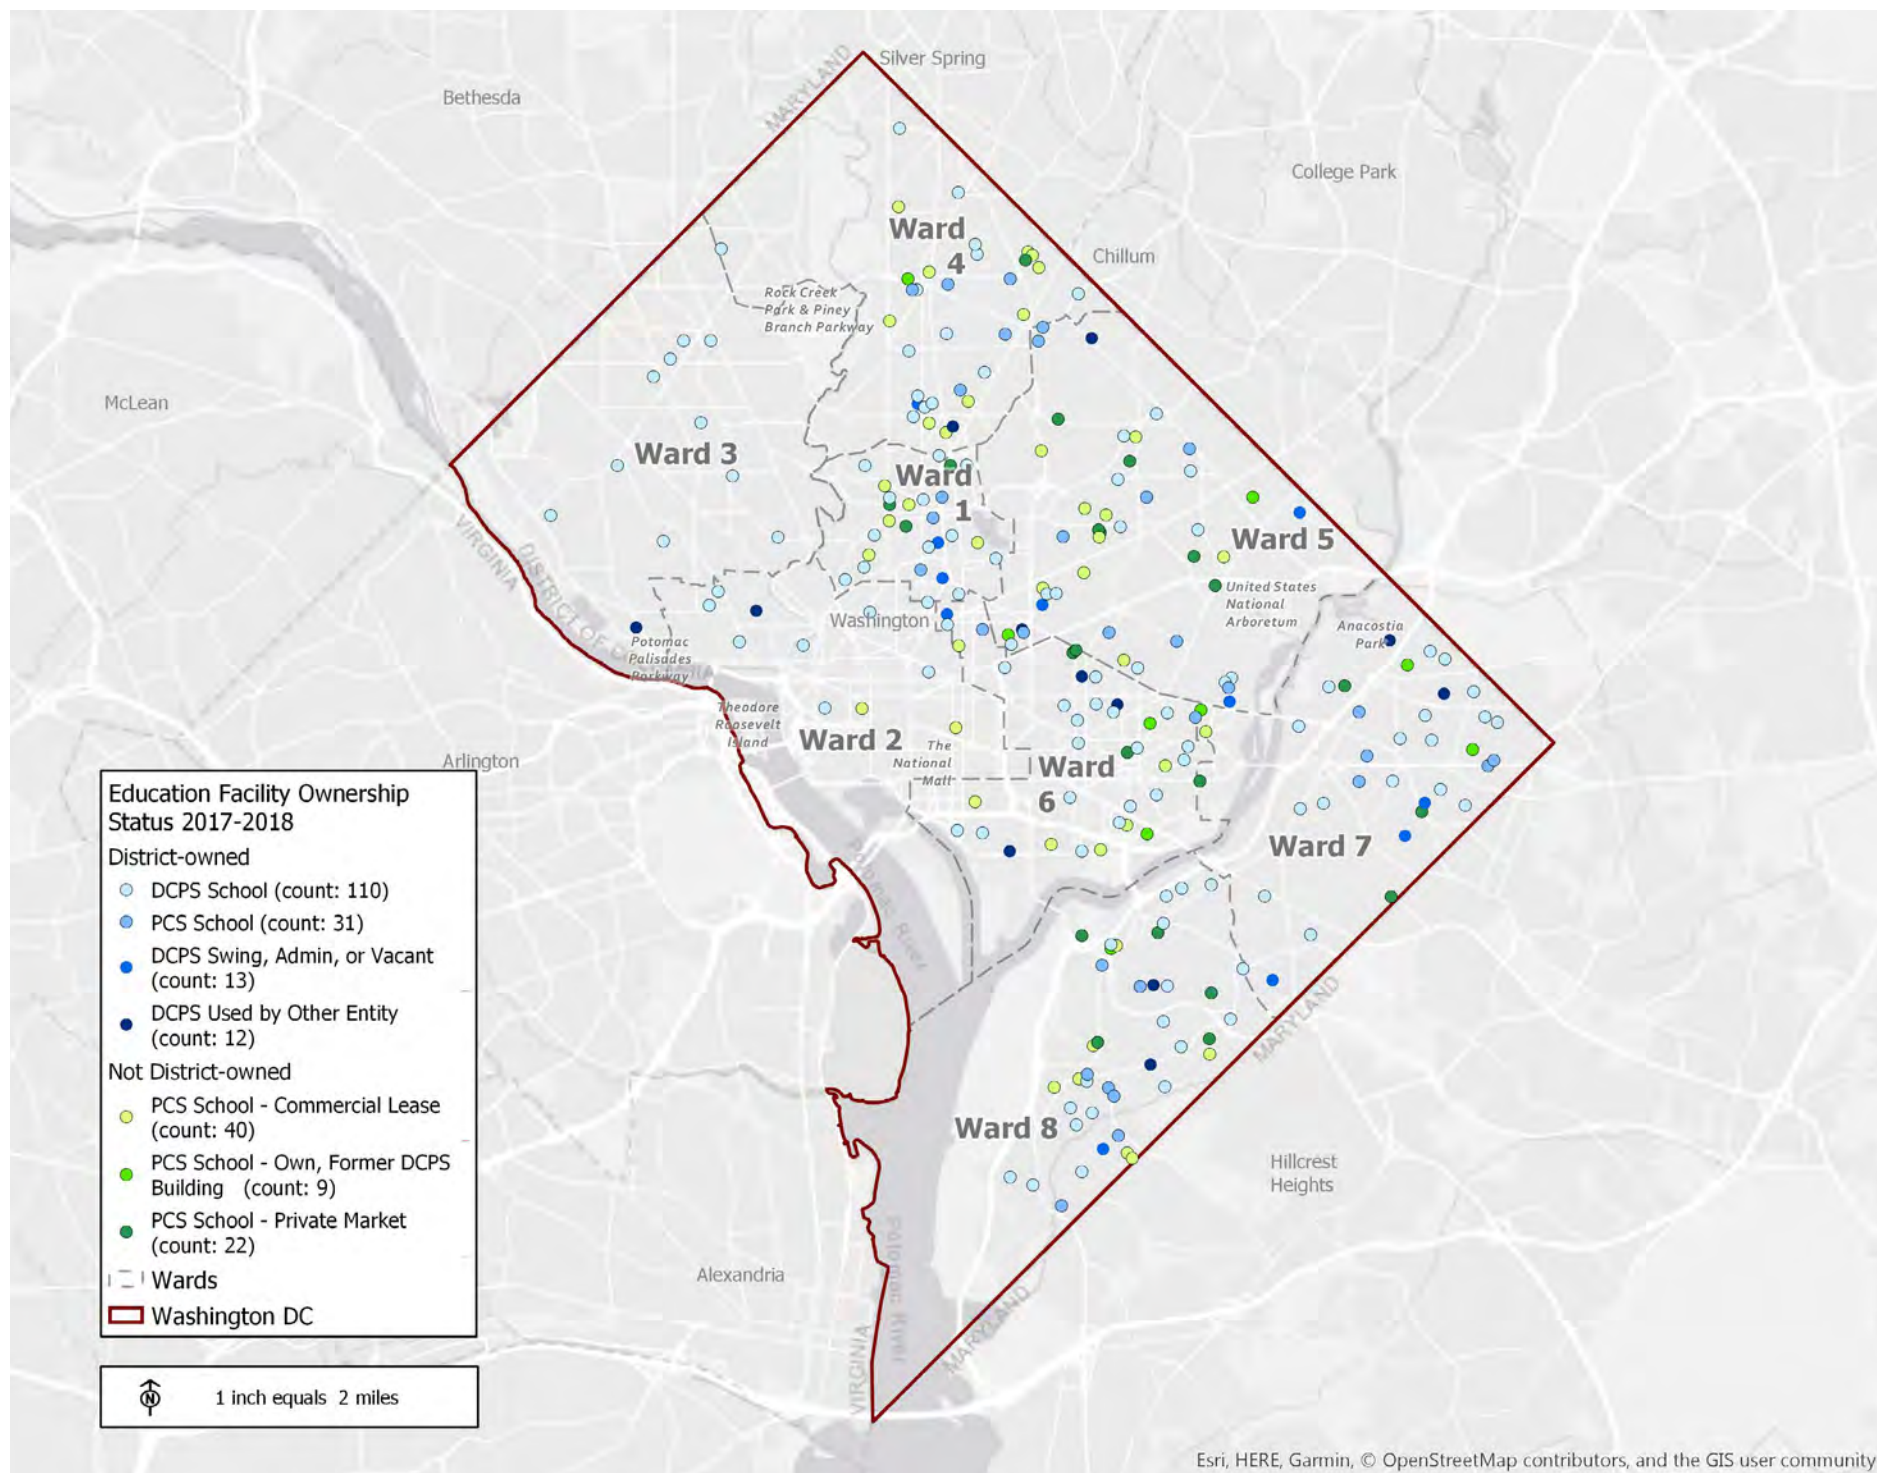 Silver Spring
MARYLAND
Bethesda
College Park
Ward
4
Chillum
Rock Creek
Park & Piney
Branch Parkway
McLean
Ward 3
Ward
1
VIRGINIA
DISTRICT OF
Ward 5
United States
National
Arboretum
Washington
Anacostia
Park
Potomac
Palisades
Parkway
Theodore
Roosevelt
Island
Ward 2
The
National
Mall
Arlington
Ward
6
Ward 7
Potomac River
MARYLAND
Ward 8
Hillcrest
Heights
Alexandria
Potomac River
MARYLAND
VIRGINIA
Education Facility Ownership
Status 2017-2018
District-owned
DCPS School (count: 110)
PCS School (count: 31)
DCPS Swing, Admin, or Vacant
(count: 13)
DCPS Used by Other Entity
(count: 12)
Not District-owned
PCS School - Commercial Lease
(count: 40)
PCS School - Own, Former DCPS
Building (count: 9)
PCS School - Private Market
(count: 22)
Wards
Washington DC
N
1 inch equals 2 miles
Esri, HERE, Garmin, © OpenStreetMap contributors, and the GIS user community